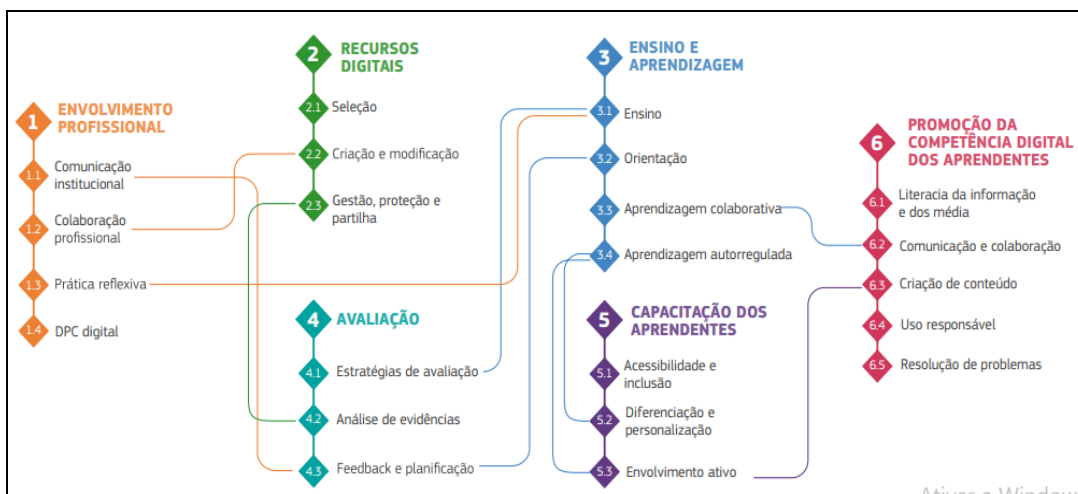 1
ENVOLVIMENTO
PROFISSIONAL
1.1
Comunicação
institucional
1.2
Colaboração
profissional
1.3
Prática reflexiva
1.4
DPC digital
2
RECURSOS
DIGITAIS
2.1
Seleção
2.2
Criação e modificação
2.3
Gestão, proteção e
partilha
3
ENSINO E
APRENDIZAGEM
3.1
Ensino
3.2
Orientação
3.3
Aprendizagem colaborativa
3.4
Aprendizagem autorregulada
4
AVALIAÇÃO
4.1
Estratégias de avaliação
4.2
Análise de evidências
4.3
Feedback e planificação
5
CAPACITAÇÃO DOS
APRENDENTES
5.1
Acessibilidade e
inclusão
5.2
Diferenciação e
personalização
5.3
Envolvimento ativo
6
PROMOÇÃO DA
COMPETÊNCIA DIGITAL
DOS APRENDENTES
6.1
Literacia da informação
e dos média
6.2
Comunicação e colaboração
6.3
Criação de conteúdo
6.4
Uso responsável
6.5
Resolução de problemas